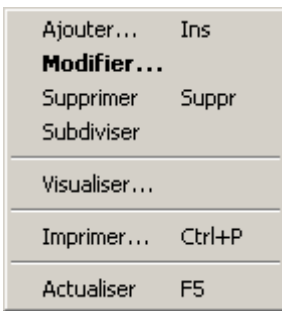 Ajouter... Ins
Modifier...
Supprimer Suppr
Subdiviser
Visualiser...
Imprimer... Ctrl+P
Actualiser F5